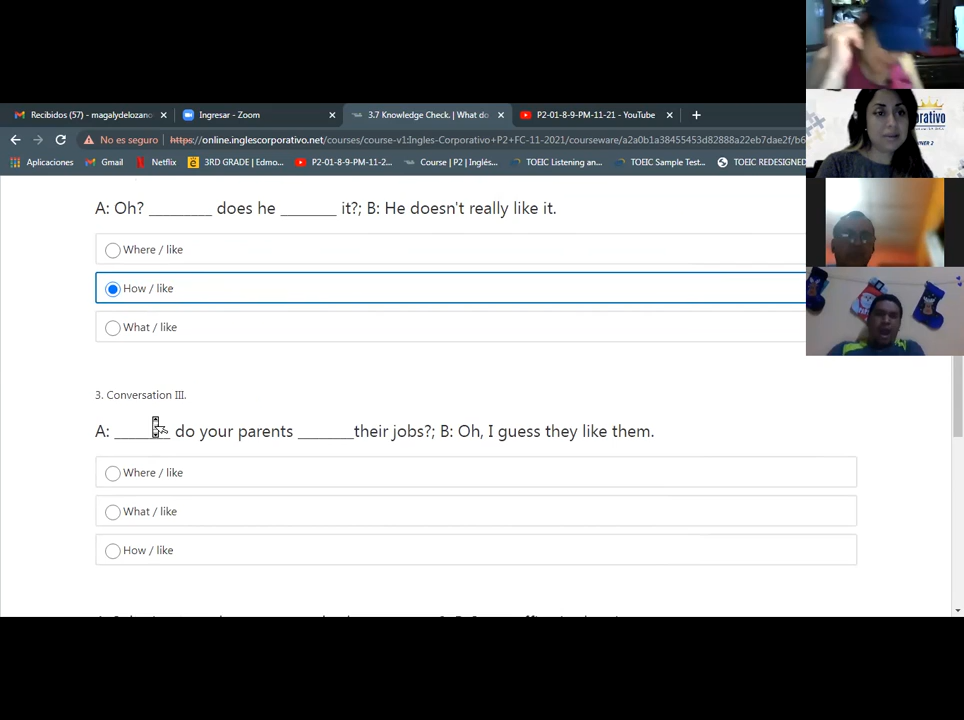 Recibidos (57) - magalydelozano
Ingresar - Zoom
3.7 Knowledge Check. | What do
P2-01-8-9-PM-11-21 - YouTube
No es seguro
https://online.inglescorporativo.net/courses/course-v1:Ingles-Corporativo+P2+FC-11-2021/courseware/a2a0b1a38455453d82888a22eb7dae2f/b6
Aplicaciones
Gmail
Netflix
3RD GRADE | Edmo...
P2-01-8-9-PM-11-2...
Course | P2 | Inglés...
TOEIC Listening an...
TOEIC Sample Test...
TOEIC REDESIGNED
A: Oh? ________ does he _______ it?; B: He doesn't really like it.
Where / like
How / like
What / like
3. Conversation III.
A: _______ do your parents _______their jobs?; B: Oh, I guess they like them.
Where / like
What / like
How / like